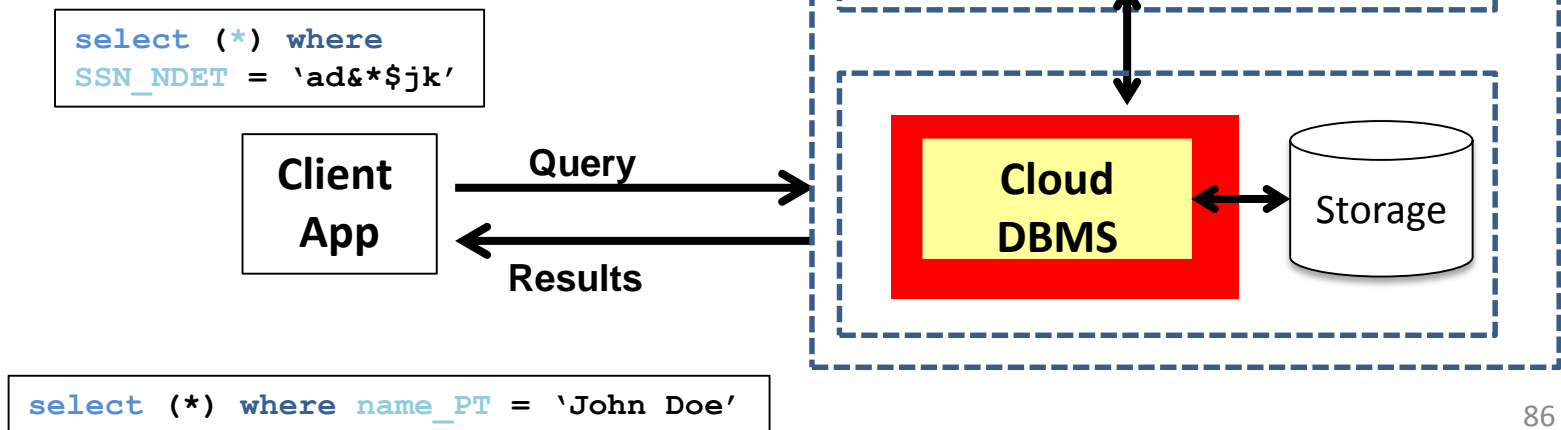 select (*) where
SSN_NDET = ‘ad&*$jk’
Client
App
Query
Results
Cloud
DBMS
Storage
select (*) where name_PT = ‘John Doe’
86